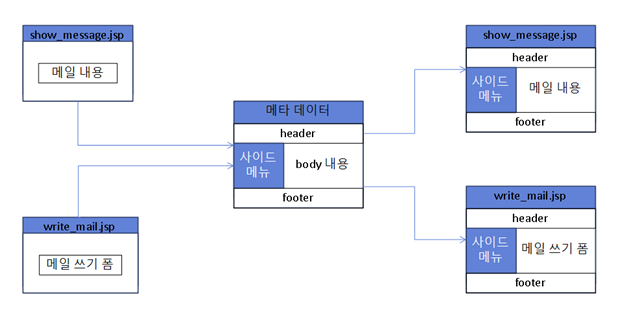 show_message.jsp
메일 내용
write_mail.jsp
메일 쓰기 폼
메타 데이터
header
사이드
메뉴
body 내용
footer
show_message.jsp
header
사이드
메뉴
메일 내용
footer
write_mail.jsp
header
사이드
메뉴
메일 쓰기 폼
footer